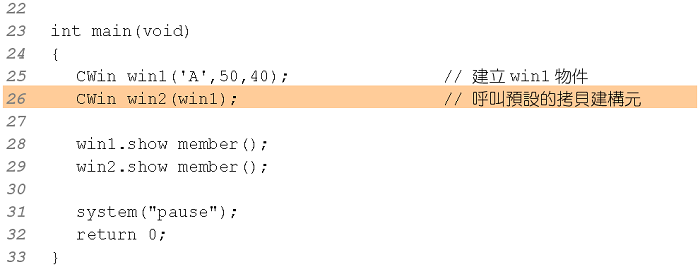 22
23 int main(void)
24 {
25 CWin win1('A',50,40); // 建立 win1 物件
26 CWin win2(win1); // 呼叫預設的拷貝建構元
27
28 win1.show member();
29 win2.show member();
30
31 system("pause");
32 return 0;
33 }